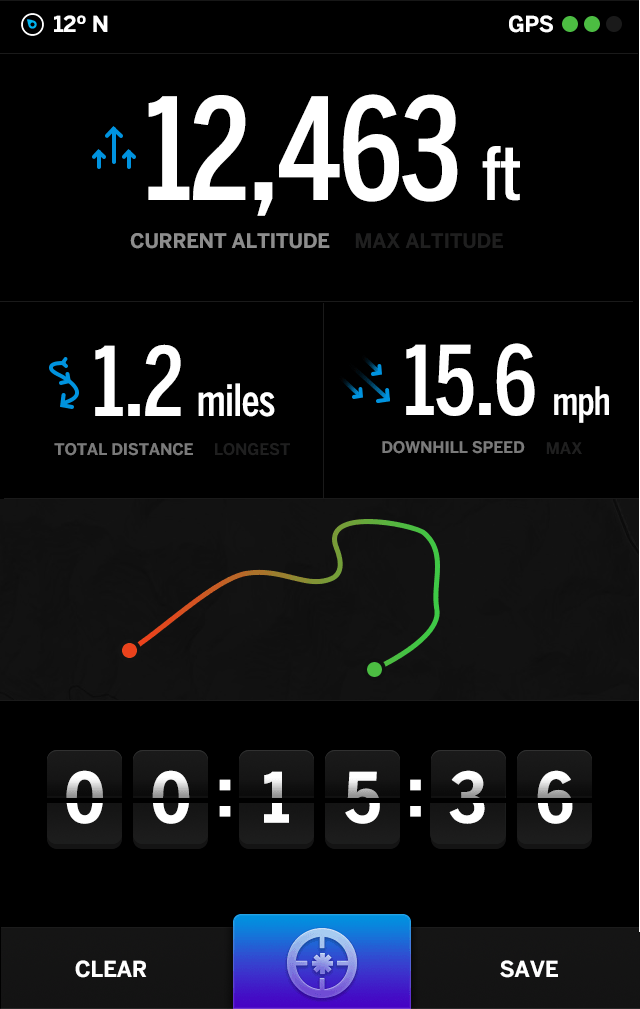 12º N GPS
12,463 ft
CURRENT ALTITUDE MAX ALTITUDE
1.2 miles 15.6 mph
TOTAL DISTANCE LONGEST DOWNHILL SPEED MAX
00:15:36
CLEAR SAVE